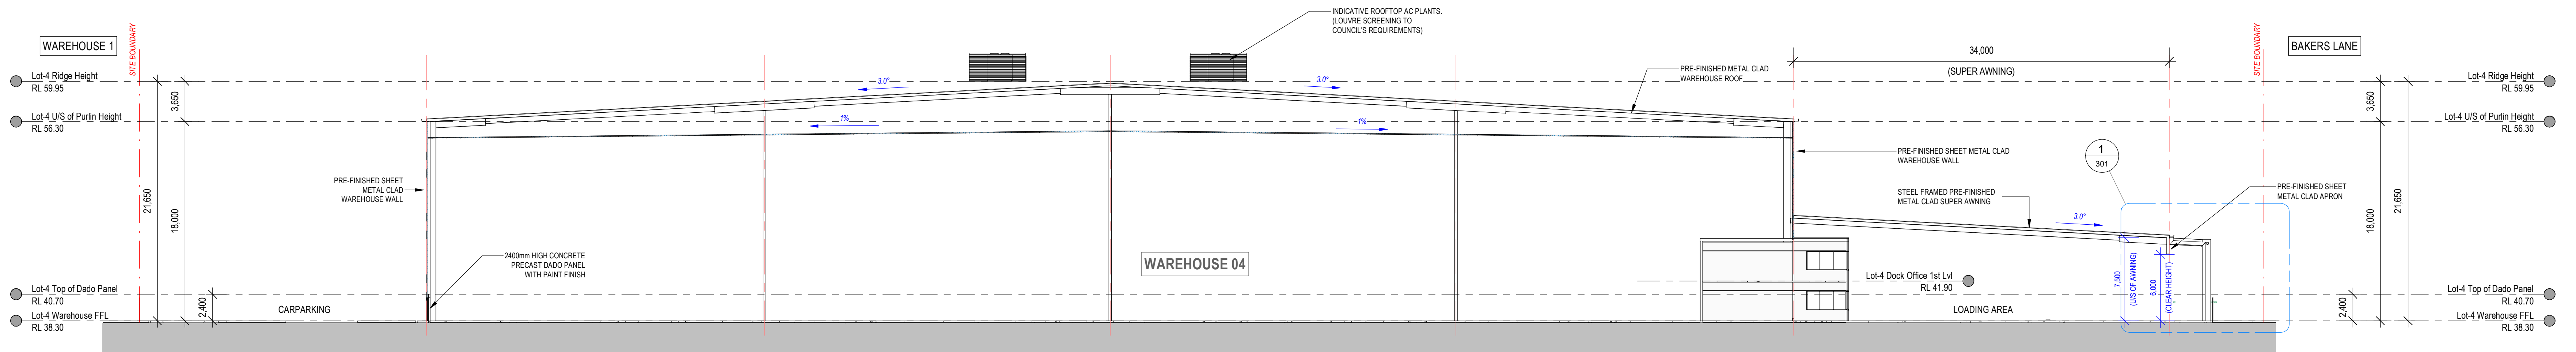 WAREHOUSE 1
SITE BOUNDARY
Lot-4 Ridge Height
RL 59.95
Lot-4 U/S of Purlin Height
RL 56.30
3,650
21,650
18,000
2,400
Lot-4 Top of Dado Panel
RL 40.70
Lot-4 Warehouse FFL
RL 38.30
CARPARKING
PRE-FINISHED SHEET
METAL CLAD
WAREHOUSE WALL
2400mm HIGH CONCRETE
PRECAST DADO PANEL
WITH PAINT FINISH
3.0°
1%
INDICATIVE ROOFTOP AC PLANTS.
(LOUVRE SCREENING TO
COUNCIL'S REQUIREMENTS)
3.0°
1%
WAREHOUSE 04
PRE-FINISHED METAL CLAD
WAREHOUSE ROOF
34,000
(SUPER AWNING)
PRE-FINISHED SHEET METAL CLAD
WAREHOUSE WALL
STEEL FRAMED PRE-FINISHED
METAL CLAD SUPER AWNING
3.0°
1
301
PRE-FINISHED SHEET
METAL CLAD APRON
Lot-4 Dock Office 1st Lvl
RL 41.90
LOADING AREA
7,500
(U/S OF AWNING)
6,000
(CLEAR HEIGHT)
SITE BOUNDARY
BAKERS LANE
Lot-4 Ridge Height
RL 59.95
Lot-4 U/S of Purlin Height
RL 56.30
3,650
21,650
18,000
2,400
Lot-4 Top of Dado Panel
RL 40.70
Lot-4 Warehouse FFL
RL 38.30